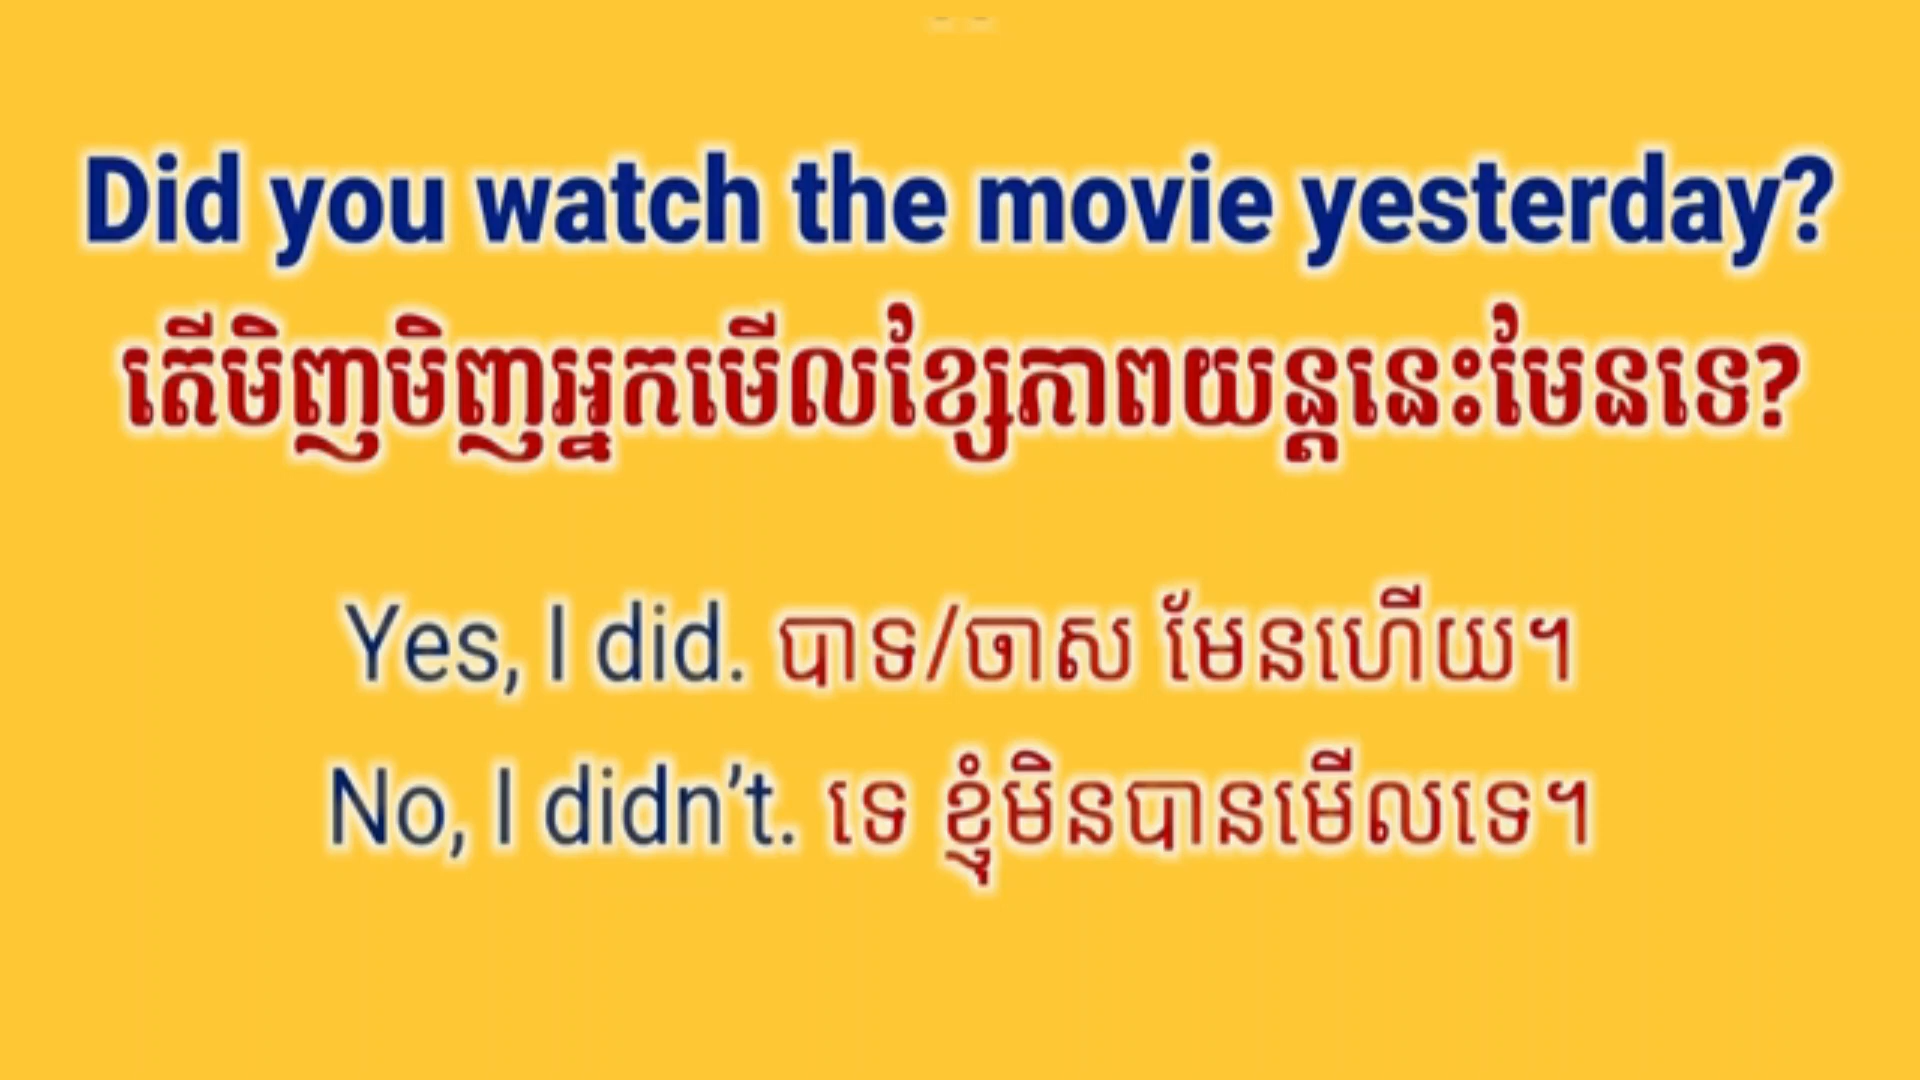 Did you watch the movie yesterday?
តើមិញមិញអ្នកមើលខ្សែភាពយន្តនេះមែនទេ?
Yes, I did. បាទ/ចាស មែនហើយ។
No, I didn’t. ទេ ខ្ញុំមិនបានមើលទេ។